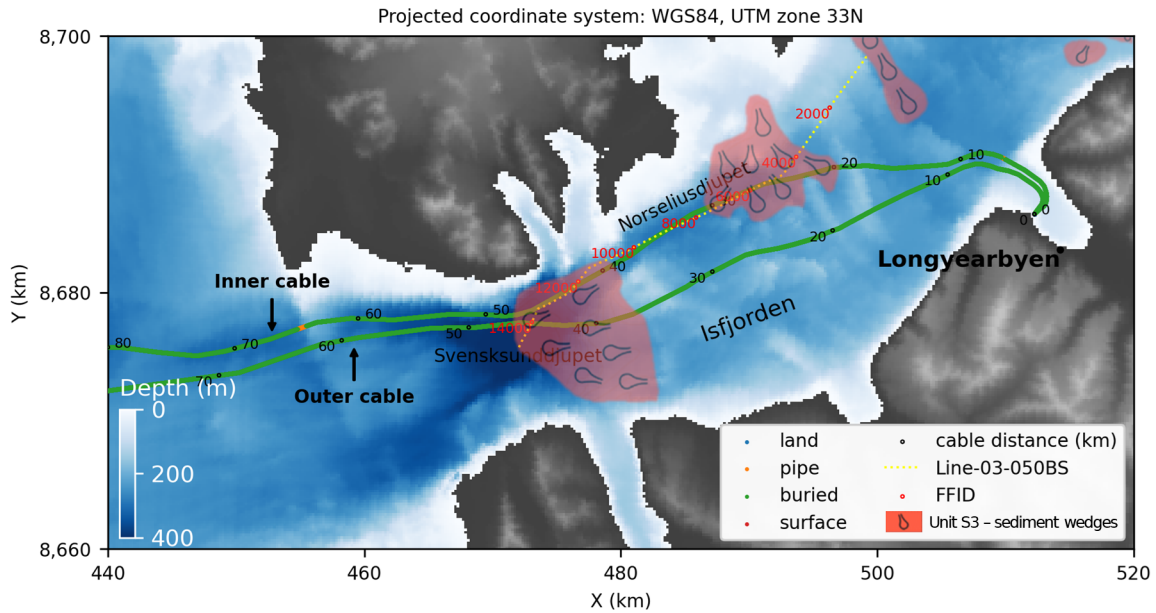 Projected coordinate system: WGS84, UTM zone 33N
8,700
8,680
8,660
Y (km)
440
460
480
500
520
X (km)
2000
4000
8000
10000
14000
20
10
10
0
0
20
30
40
40
50
50
60
60
70
70
80
Norseliusdjupet
Svensksunddjupet
Isfjorden
Longyearbyen
Inner cable
Outer cable
Depth (m)
0
200
400
land
pipe
buried
surface
cable distance (km)
Line-03-050BS
FFID
Unit S3 – sediment wedges